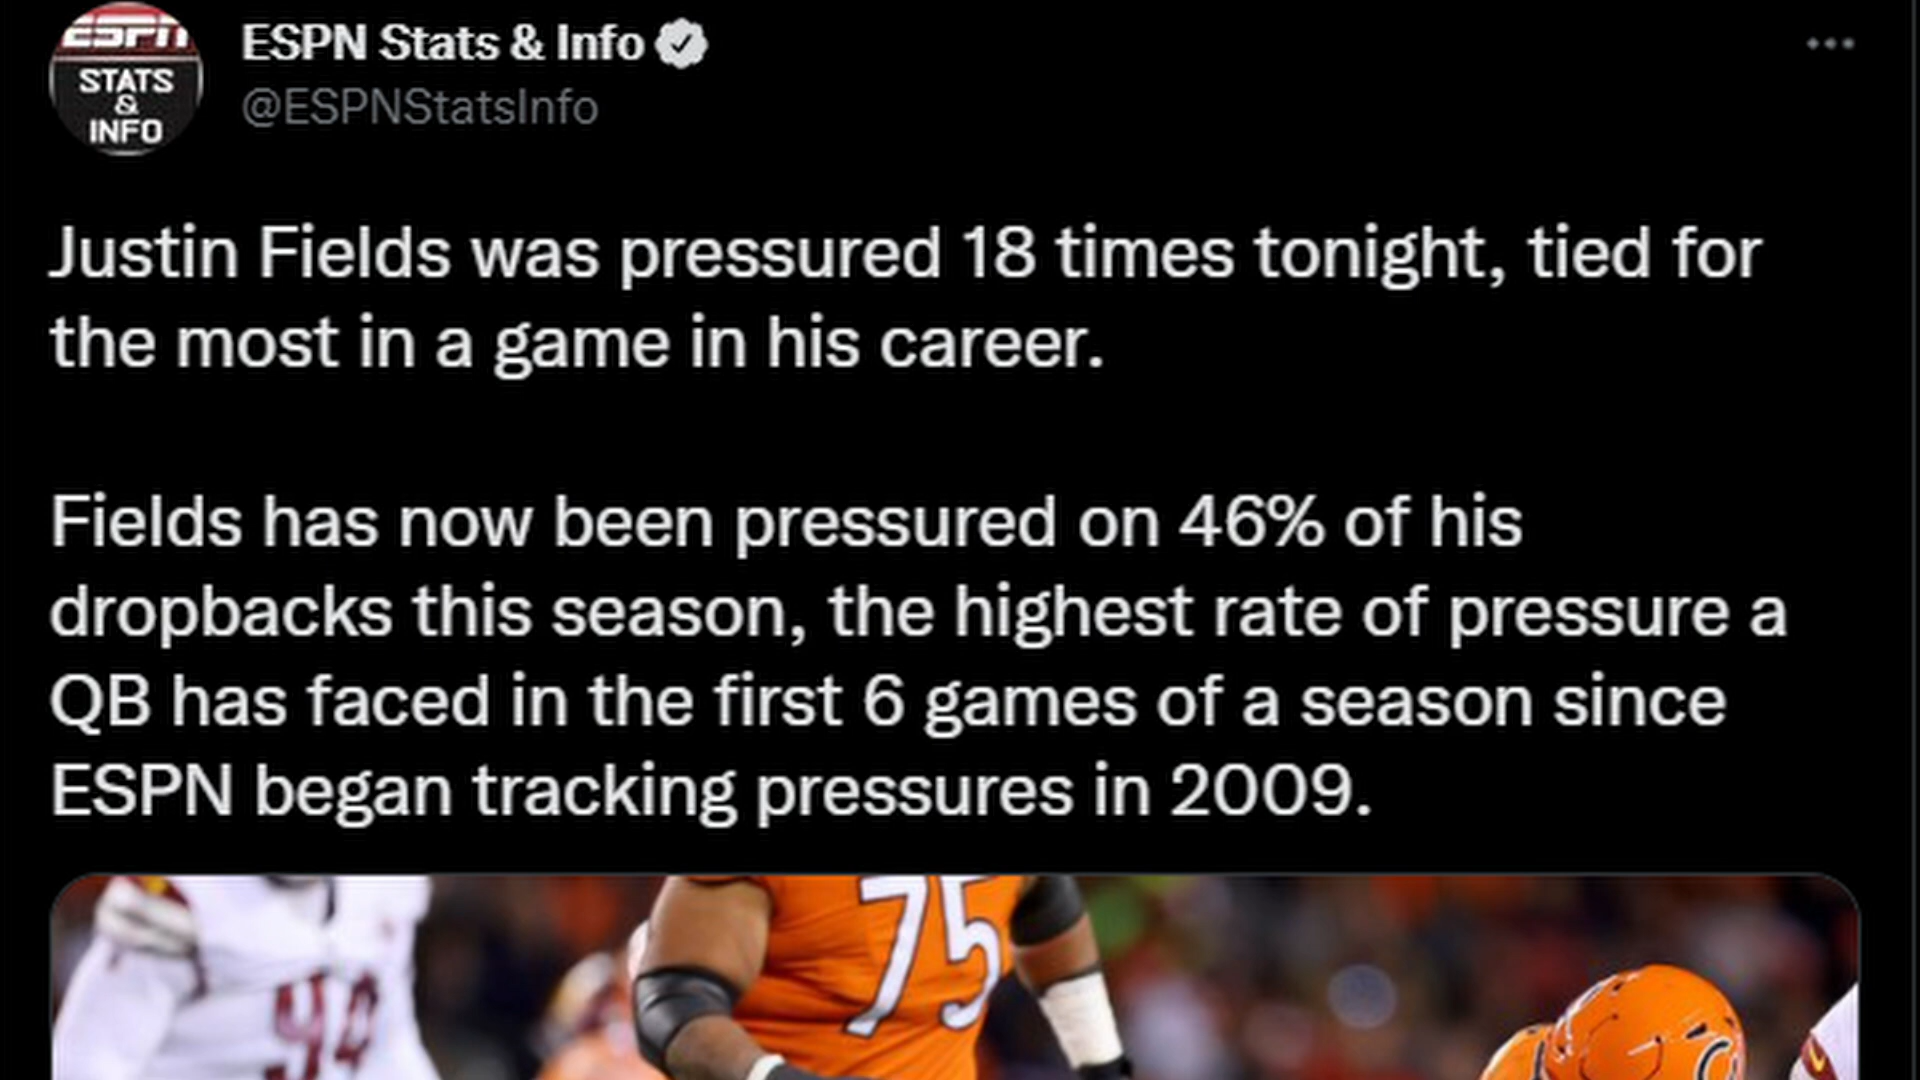 ESPN
STATS
&
INFO
ESPN Stats & Info
@ESPNStatsInfo
Justin Fields was pressured 18 times tonight, tied for
the most in a game in his career.
Fields has now been pressured on 46% of his
dropbacks this season, the highest rate of pressure a
QB has faced in the first 6 games of a season since
ESPN began tracking pressures in 2009.
94
75